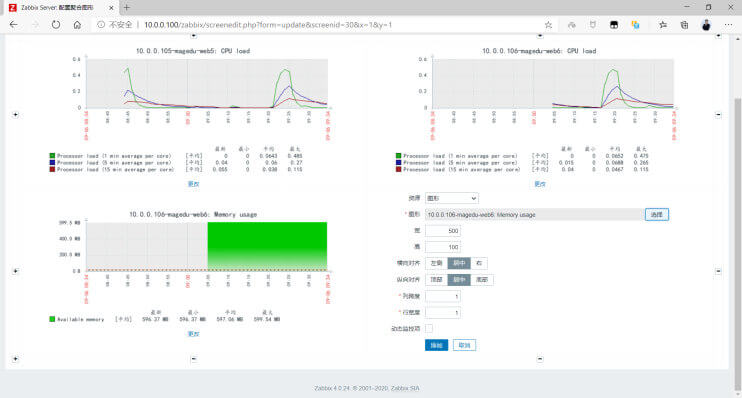 Zabbix Server: 配置聚合图形
不安全 | 10.0.0.100/zabbix/screenedit.php?form=update&screenid=30&x=1&y=1
10.0.0.105-magedu-web5: CPU load
0.6
0.4
0.2
0
最新 最小 平均 最大
Processor load (1 min average per core) [平均] 0 0 0.0643 0.485
Processor load (5 min average per core) [平均] 0.04 0 0.06 0.27
Processor load (15 min average per core) [平均] 0.055 0 0.038 0.115
更改
10.0.0.106-magedu-web6: CPU load
0.6
0.4
0.2
0
最新 最小 平均 最大
Processor load (1 min average per core) [平均] 0 0 0.0652 0.475
Processor load (5 min average per core) [平均] 0.015 0 0.0688 0.265
Processor load (15 min average per core) [平均] 0.04 0 0.0467 0.115
更改
10.0.0.106-magedu-web6: Memory usage
599.5 MB
400.0 MB
200.0 MB
0 B
最新 最小 平均 最大
Available memory [平均] 596.37 MB 596.37 MB 597.06 MB 599.54 MB
更改
资源 图形
* 图形 10.0.0.106-magedu-web6: Memory usage 选择
宽 500
高 100
横向对齐 左侧 居中 右
纵向对齐 顶部 居中 底部
* 列跨度 1
* 行宽度 1
动态监控项
添加 取消
Zabbix 4.0.24. © 2001–2020, Zabbix SIA